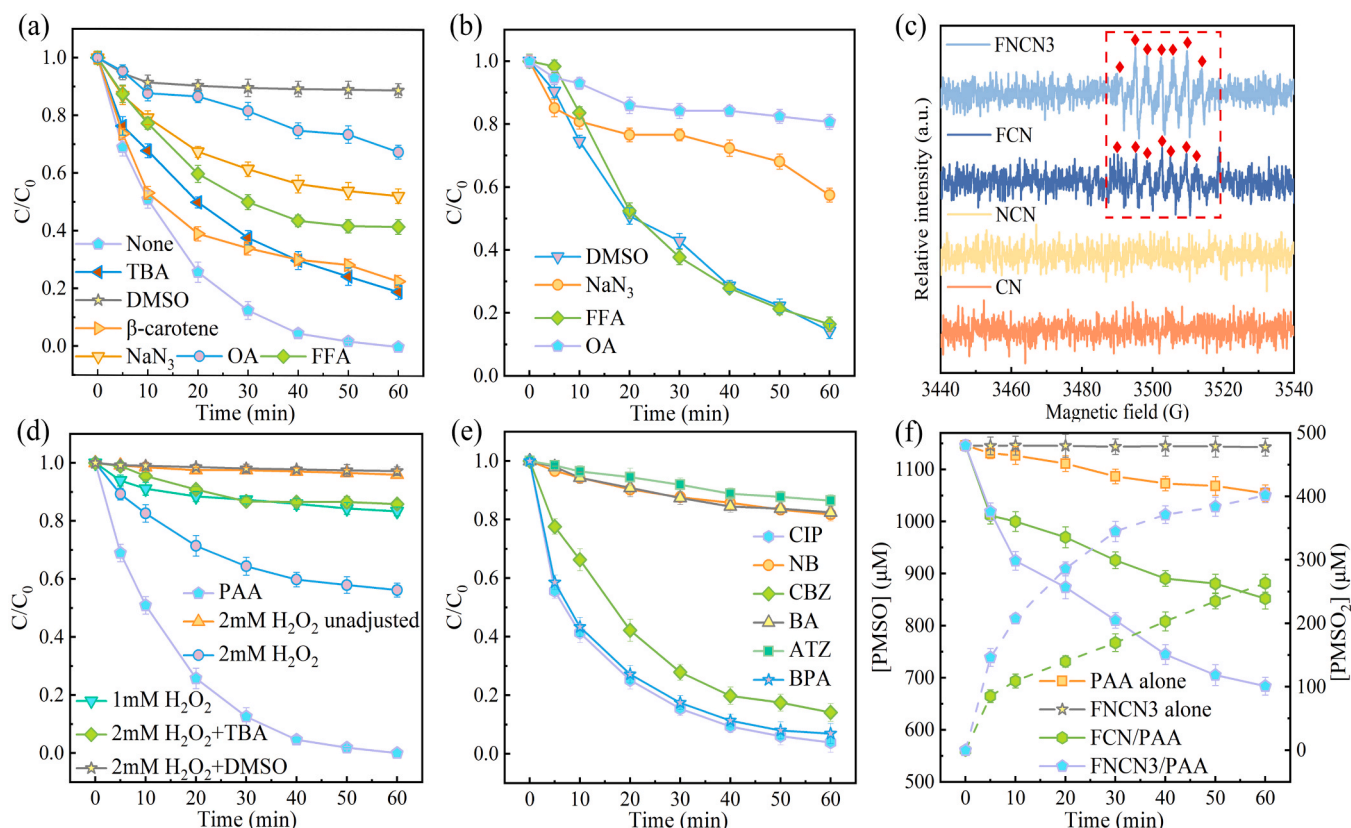 (a)
C/C₀
1.0
0.8
0.6
0.4
0.2
0.0
None
TBA
DMSO
β-carotene
NaN₃ OA FFA
0 10 20 30 40 50 60
Time (min)
(b)
C/C₀
1.0
0.8
0.6
0.4
0.2
0.0
DMSO
NaN₃
FFA
OA
0 10 20 30 40 50 60
Time (min)
(c)
Relative intensity (a.u.)
FNCN3
FCN
NCN
CN
3440 3460 3480 3500 3520 3540
Magnetic field (G)
(d)
C/C₀
1.0
0.8
0.6
0.4
0.2
0.0
PAA
2mM H₂O₂ unadjusted
2mM H₂O₂
1mM H₂O₂
2mM H₂O₂+TBA
2mM H₂O₂+DMSO
0 10 20 30 40 50 60
Time (min)
(e)
C/C₀
1.0
0.8
0.6
0.4
0.2
0.0
CIP
NB
CBZ
BA
ATZ
BPA
0 10 20 30 40 50 60
Time (min)
(f)
[PMSO] (μM)
1100
1000
900
800
700
600
500
PAA alone
FNCN3 alone
FCN/PAA
FNCN3/PAA
500
400
300
200
100
0
[PMSO₂] (μM)
0 10 20 30 40 50 60
Time (min)